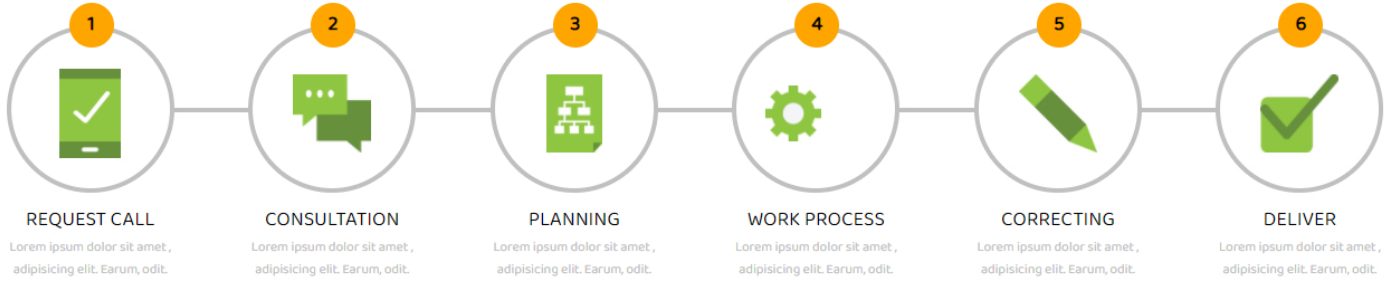 1
2
3
4
5
6
REQUEST CALL
Lorem ipsum dolor sit amet ,
adipisicing elit. Earum, odit.
CONSULTATION
Lorem ipsum dolor sit amet ,
adipisicing elit. Earum, odit.
PLANNING
Lorem ipsum dolor sit amet ,
adipisicing elit. Earum, odit.
WORK PROCESS
Lorem ipsum dolor sit amet ,
adipisicing elit. Earum, odit.
CORRECTING
Lorem ipsum dolor sit amet ,
adipisicing elit. Earum, odit.
DELIVER
Lorem ipsum dolor sit amet ,
adipisicing elit. Earum, odit.